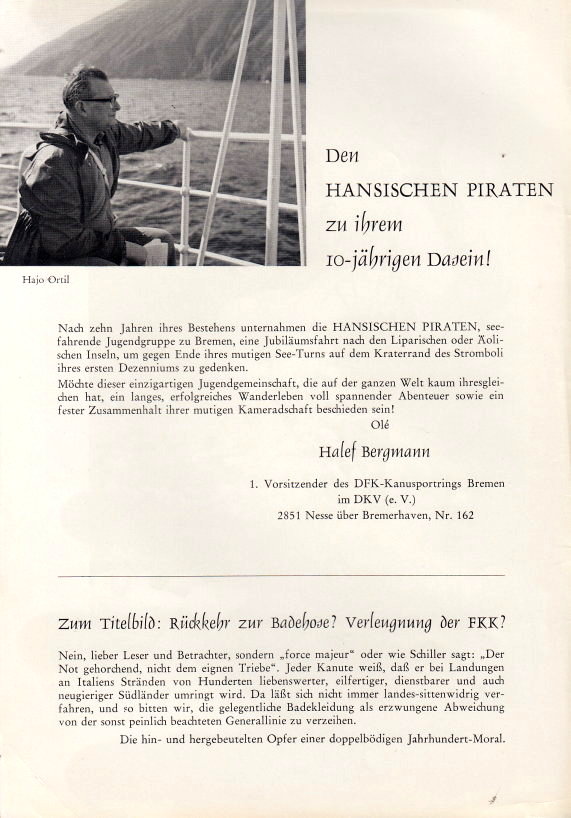 Den
HANSISCHEN PIRATEN
zu ihrem
10-jährigen Dasein!
Hajo Ortil
Nach zehn Jahren ihres Bestehens unternahmen die HANSISCHEN PIRATEN, see-
fahrende Jugendgruppe zu Bremen, eine Jubiläumsfahrt nach den Liparischen oder Äoli-
schen Inseln, um gegen Ende ihres mutigen See-Turns auf dem Kraterrand des Stromboli
ihres ersten Dezenniums zu gedenken.
Möchte dieser einzigartigen Jugendgemeinschaft, die auf der ganzen Welt kaum ihresglei-
chen hat, ein langes, erfolgreiches Wanderleben voll spannender Abenteuer sowie ein
fester Zusammenhalt ihrer mutigen Kameradschaft beschieden sein!
Olé
Halef Bergmann
1. Vorsitzender des DFK-Kanusportrings Bremen
im DKV (e. V.)
2851 Nesse über Bremerhaven, Nr. 162
Zum Titelbild: Rückkehr zur Badehose? Verleugnung der FKK?
Nein, lieber Leser und Betrachter, sondern „force majeur“ oder wie Schiller sagt: „Der
Not gehorchend, nicht dem eignen Triebe“. Jeder Kanute weiß, daß er bei Landungen
an Italiens Stränden von Hunderten liebenswerter, eilfertiger, dienstbarer und auch
neugieriger Südländer umringt wird. Da läßt sich nicht immer landes-sittenwidrig ver-
fahren, und so bitten wir, die gelegentliche Badekleidung als erzwungene Abweichung
von der sonst peinlich beachteten Generallinie zu verzeihen.
Die hin- und hergebeutelten Opfer einer doppelbödigen Jahrhundert-Moral.